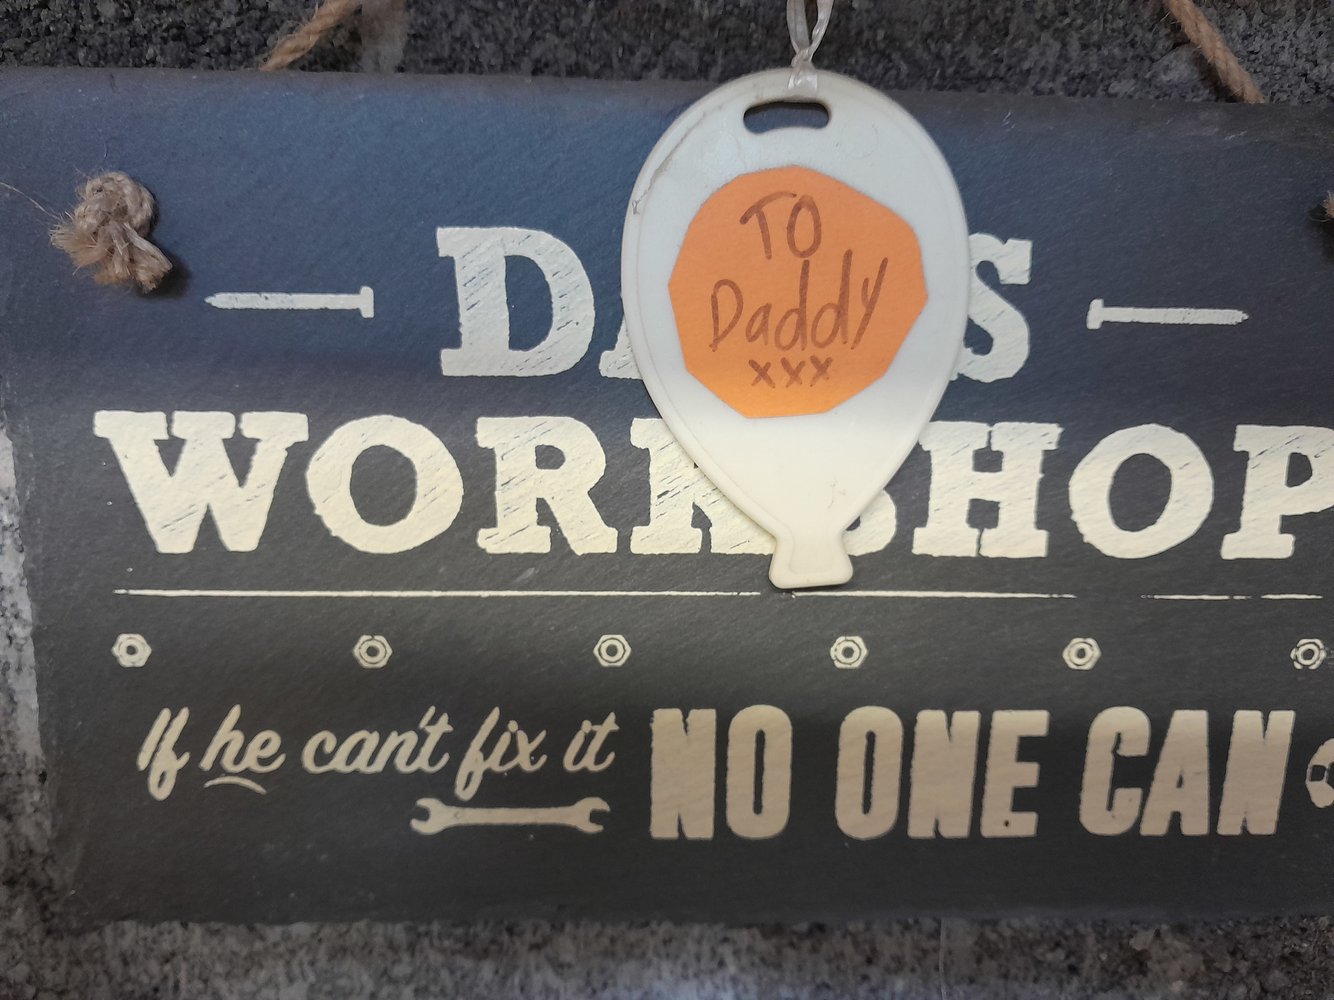 TO
Daddy
xxx
WORKSHOP
If he can't fix it NO ONE CAN